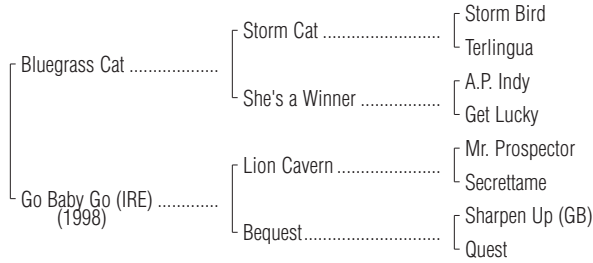 Storm Bird
Storm Cat ............................
Terlingua
Bluegrass Cat ..................
A.P. Indy
She's a Winner ...................
Get Lucky
Mr. Prospector
Lion Cavern .........................
Secrettame
Go Baby Go (IRE) .............
(1998)
Sharpen Up (GB)
Bequest................................
Quest